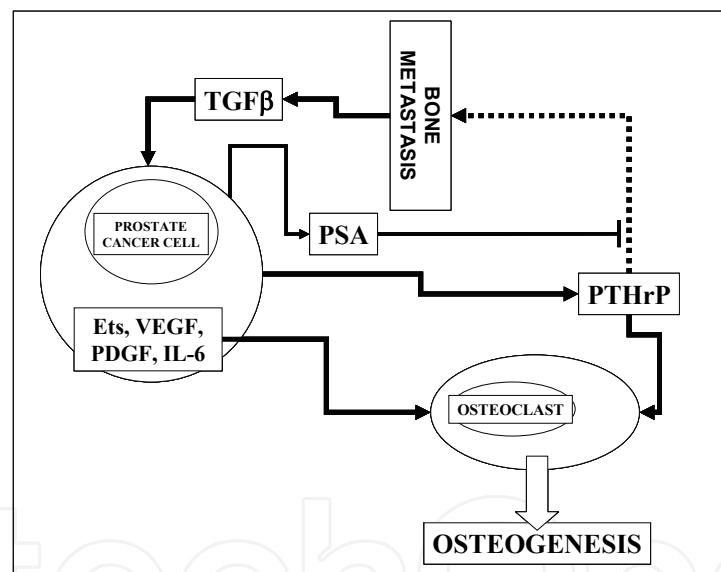 BONE
METASTASIS
TGFβ
PROSTATE
CANCER CELL
PSA
PTHrP
Ets, VEGF,
PDGF, IL-6
OSTEOCLAST
OSTEOGENESIS